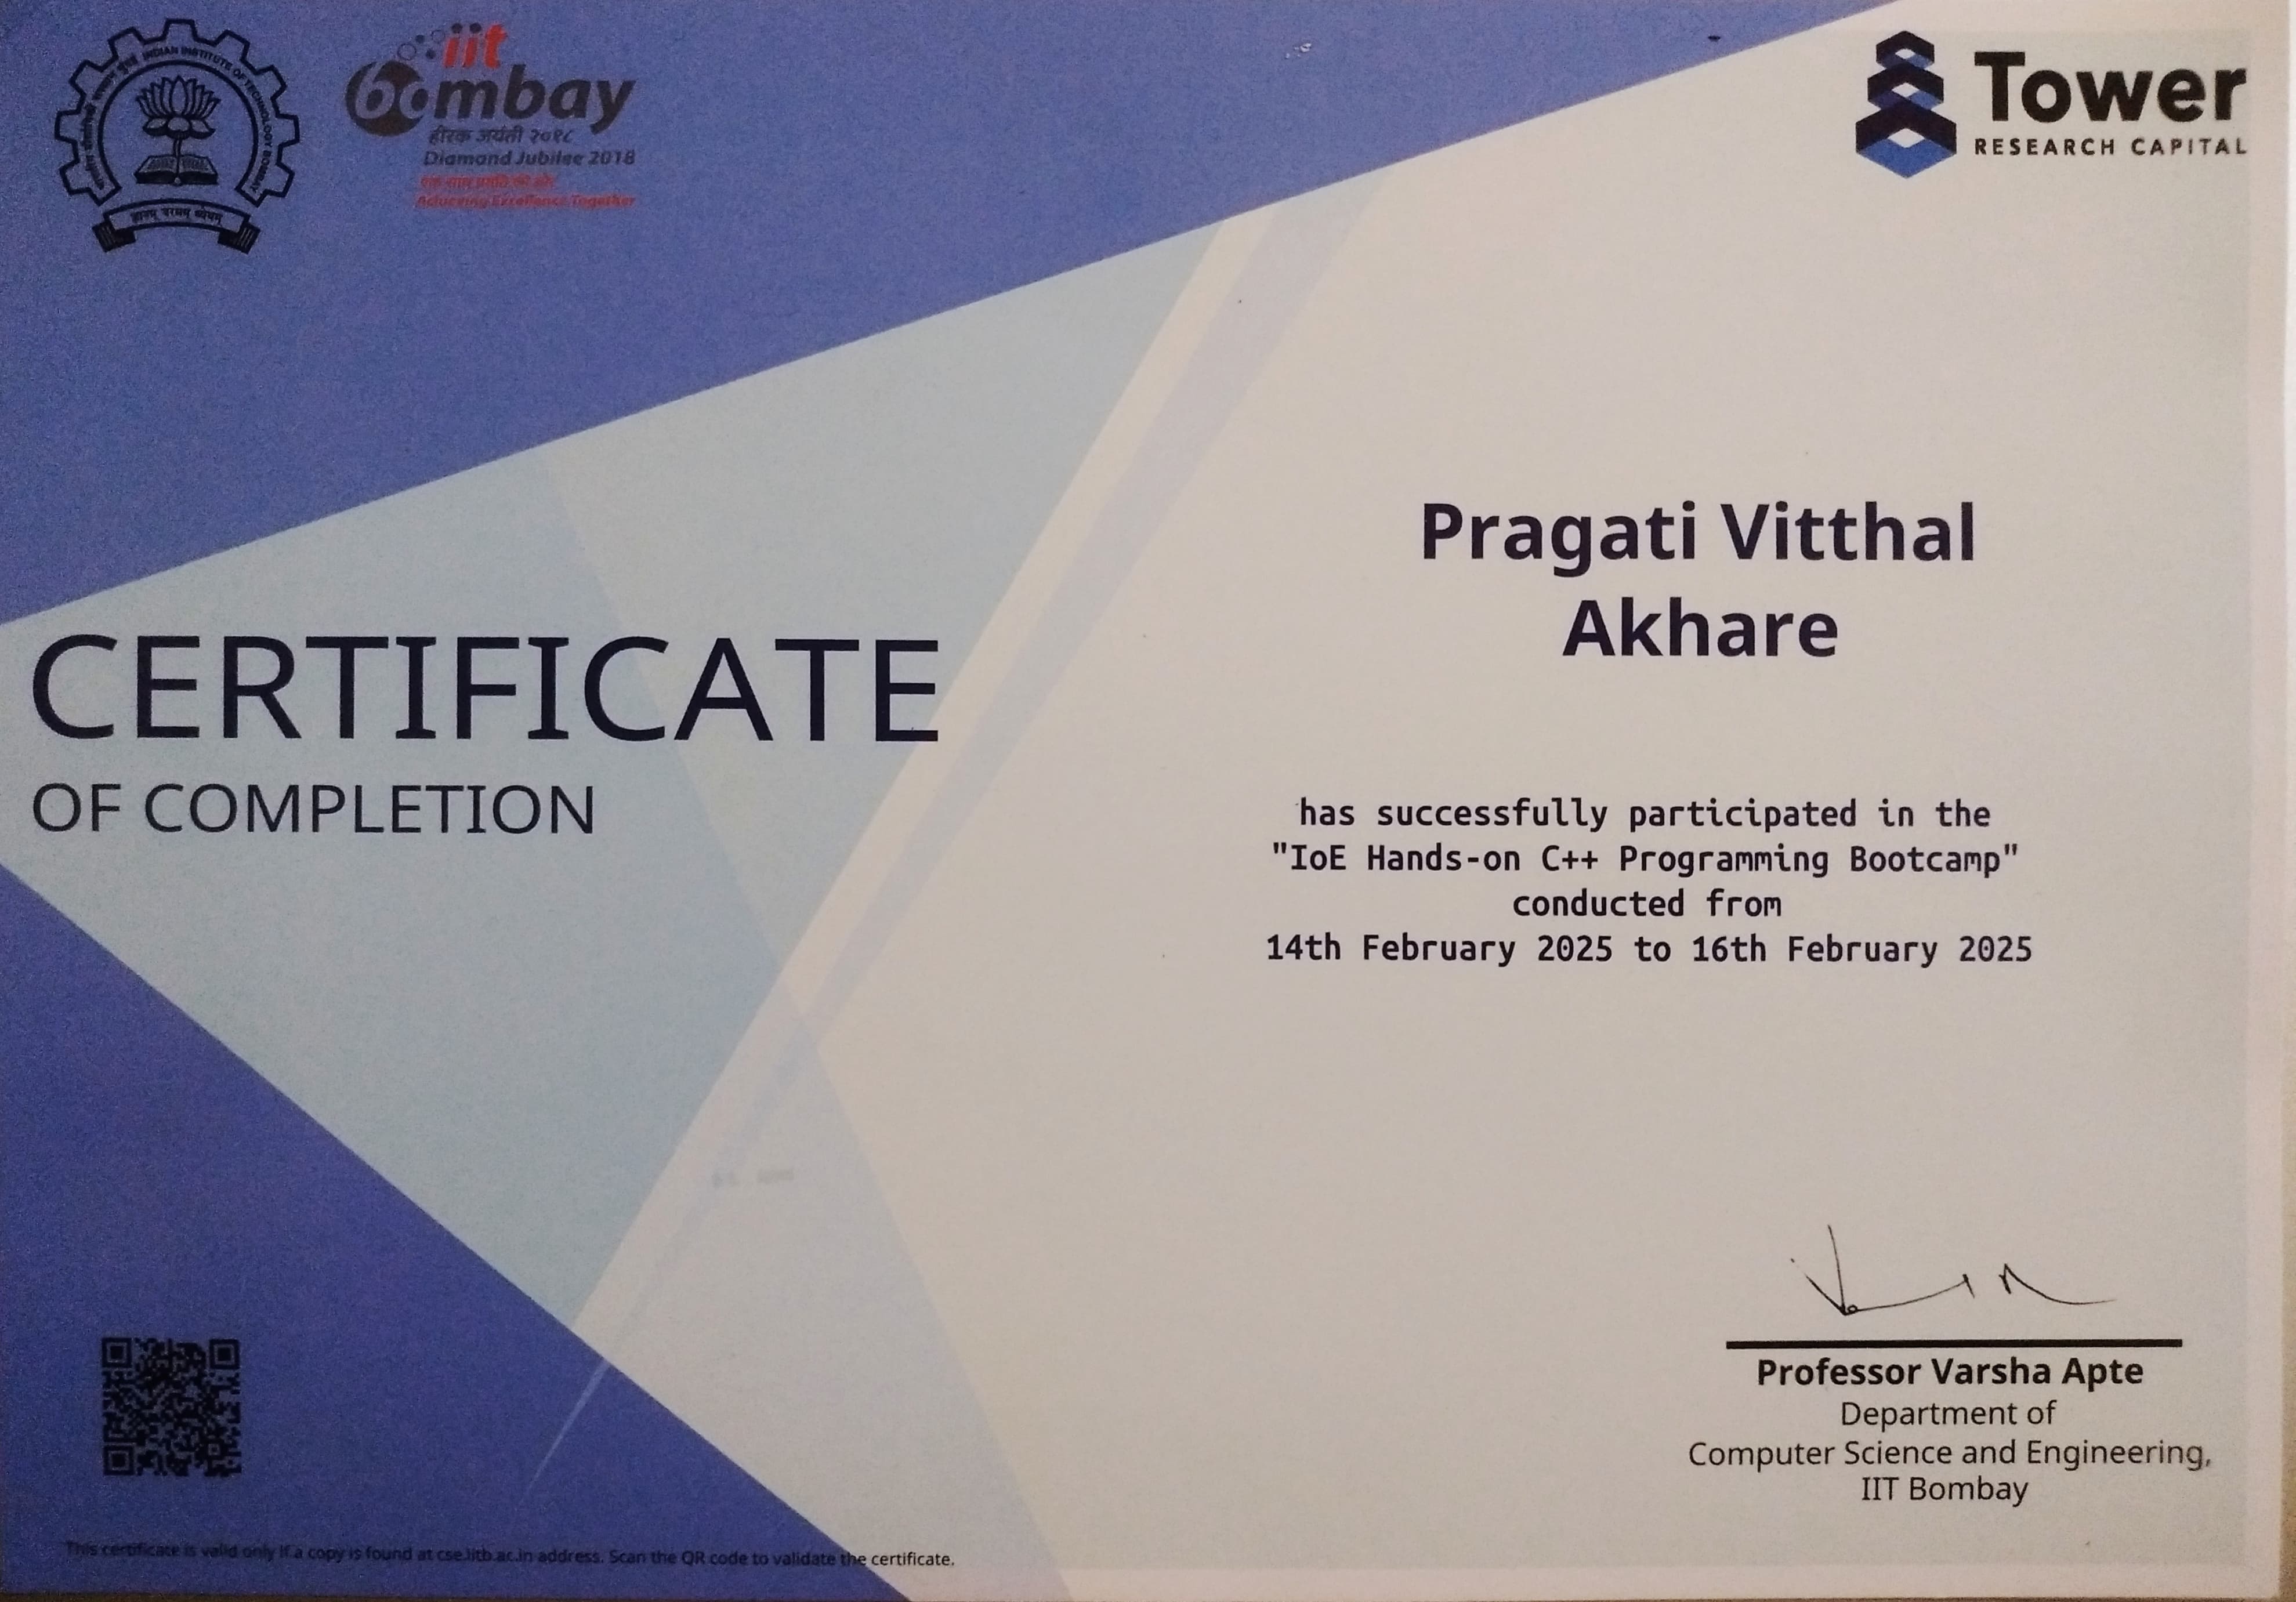 INDIAN INSTITUTE OF TECHNOLOGY BOMBAY
ज्ञानम् परमम् ध्येयम्
iit
bombay
हीरक जयंती २०१८
Diamond Jubilee 2018
Achieving Excellence Together
Tower
RESEARCH CAPITAL
CERTIFICATE
OF COMPLETION
Pragati Vitthal
Akhare
has successfully participated in the
"IoE Hands-on C++ Programming Bootcamp"
conducted from
14th February 2025 to 16th February 2025
Professor Varsha Apte
Department of
Computer Science and Engineering,
IIT Bombay
This certificate is valid only if a copy is found at cse.iitb.ac.in address. Scan the QR code to validate the certificate.